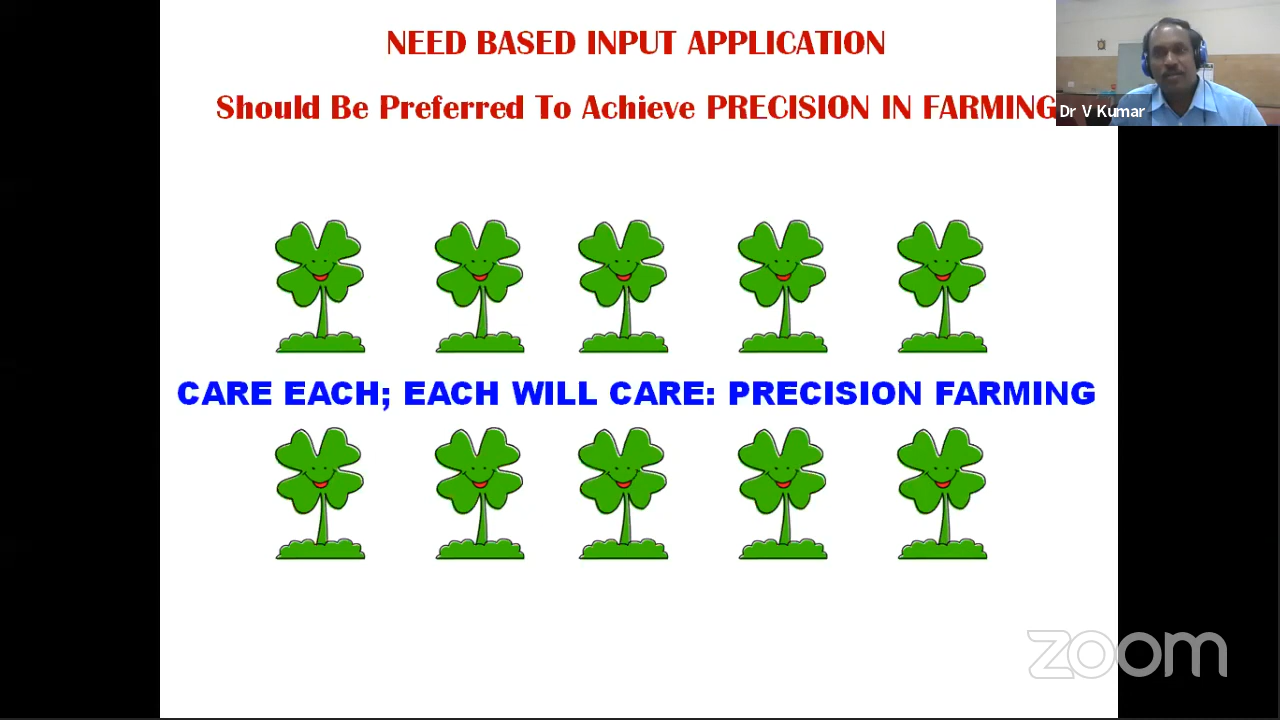 NEED BASED INPUT APPLICATION
Should Be Preferred To Achieve PRECISION IN FARMING
Dr V Kumar
CARE EACH; EACH WILL CARE: PRECISION FARMING
zoom